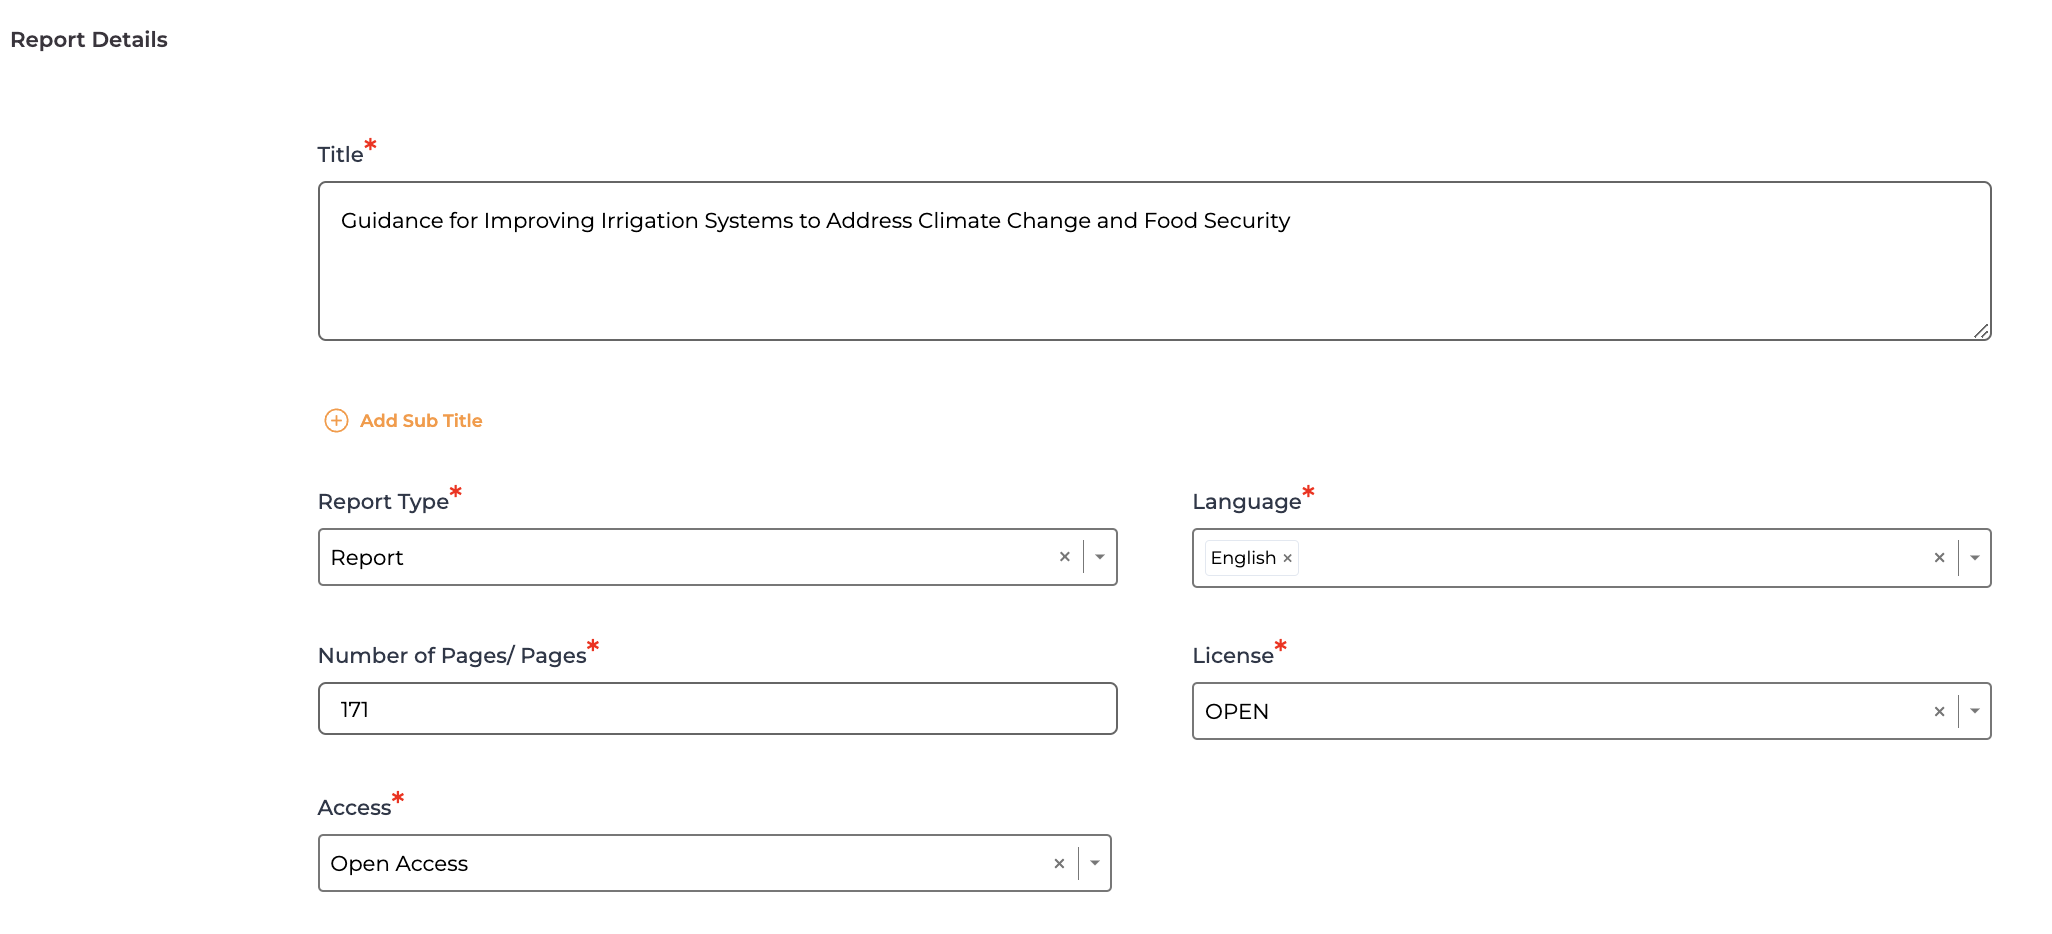 Report Details
Title*
Guidance for Improving Irrigation Systems to Address Climate Change and Food Security
Add Sub Title
Report Type*
Language*
Report
English
Number of Pages/ Pages*
License*
171
OPEN
Access*
Open Access